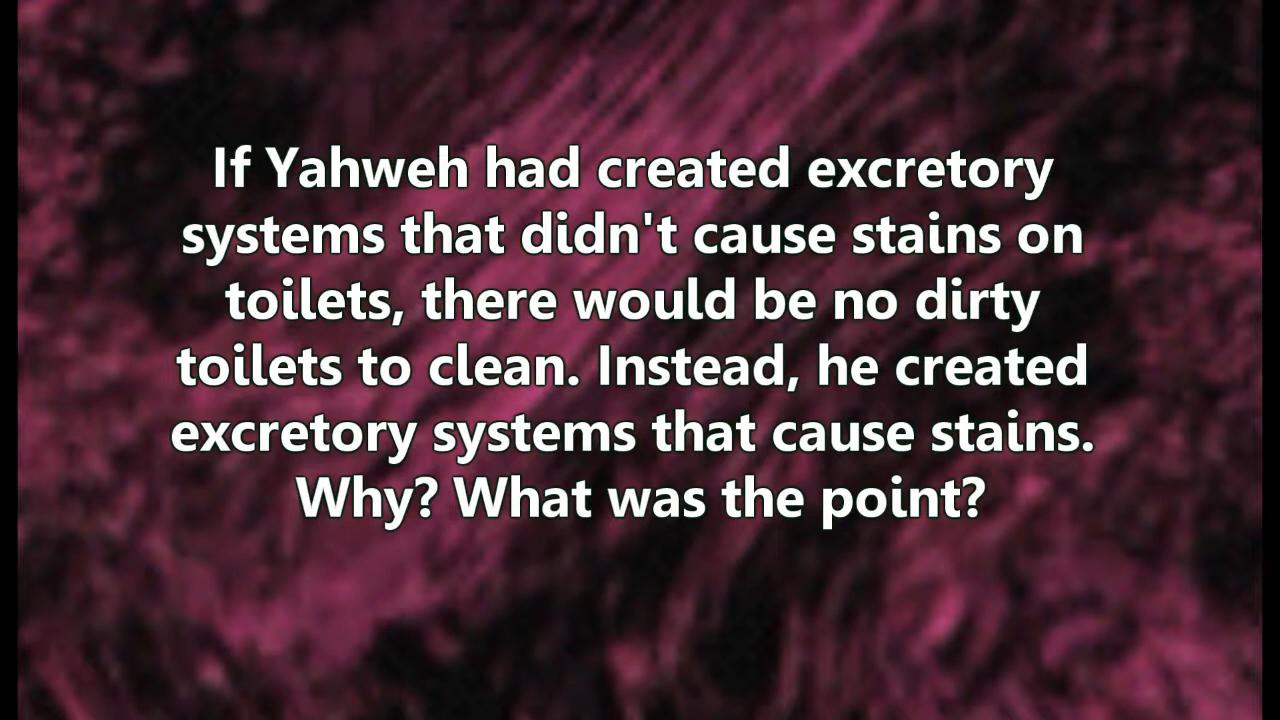 If Yahweh had created excretory
systems that didn't cause stains on
toilets, there would be no dirty
toilets to clean. Instead, he created
excretory systems that cause stains.
Why? What was the point?